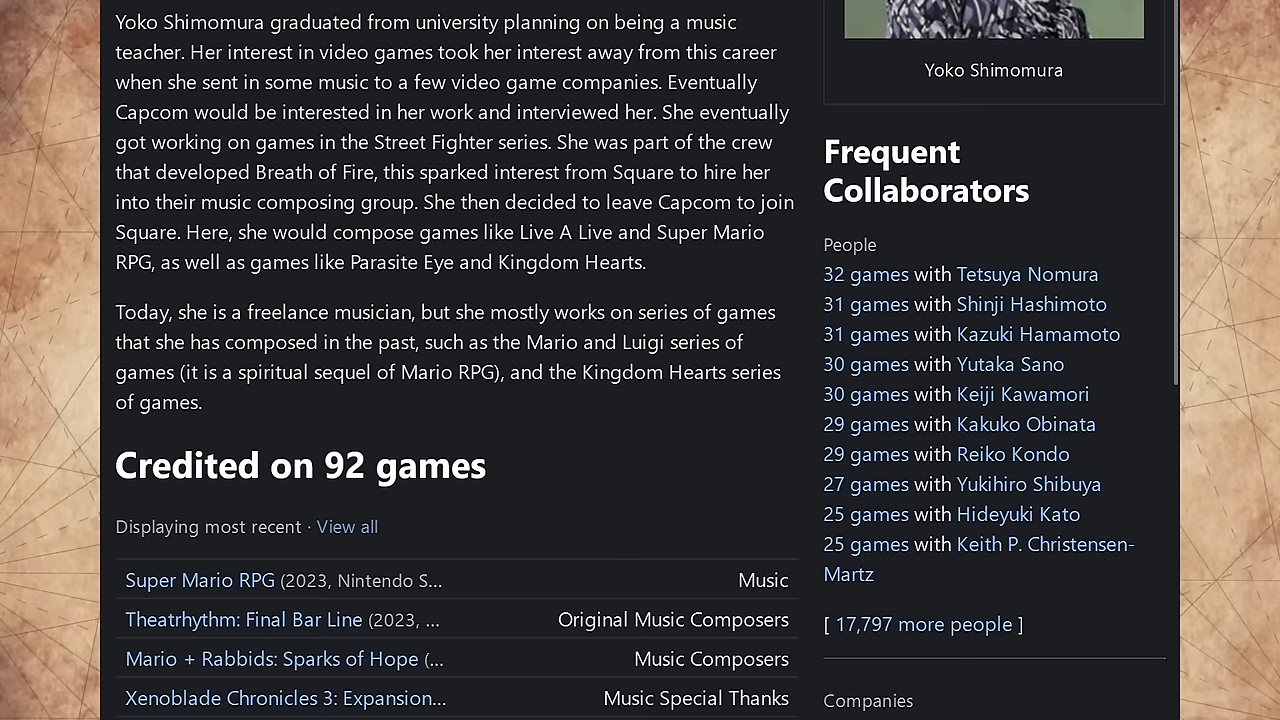 Yoko Shimomura graduated from university planning on being a music
teacher. Her interest in video games took her interest away from this career
when she sent in some music to a few video game companies. Eventually
Capcom would be interested in her work and interviewed her. She eventually
got working on games in the Street Fighter series. She was part of the crew
that developed Breath of Fire, this sparked interest from Square to hire her
into their music composing group. She then decided to leave Capcom to join
Square. Here, she would compose games like Live A Live and Super Mario
RPG, as well as games like Parasite Eye and Kingdom Hearts.
Today, she is a freelance musician, but she mostly works on series of games
that she has composed in the past, such as the Mario and Luigi series of
games (it is a spiritual sequel of Mario RPG), and the Kingdom Hearts series
of games.
Credited on 92 games
Displaying most recent · View all
Super Mario RPG (2023, Nintendo S... Music
Theatrhythm: Final Bar Line (2023, ... Original Music Composers
Mario + Rabbids: Sparks of Hope (... Music Composers
Xenoblade Chronicles 3: Expansion... Music Special Thanks
Yoko Shimomura
Frequent
Collaborators
People
32 games with Tetsuya Nomura
31 games with Shinji Hashimoto
31 games with Kazuki Hamamoto
30 games with Yutaka Sano
30 games with Keiji Kawamori
29 games with Kakuko Obinata
29 games with Reiko Kondo
27 games with Yukihiro Shibuya
25 games with Hideyuki Kato
25 games with Keith P. Christensen-
Martz
[ 17,797 more people ]
Companies